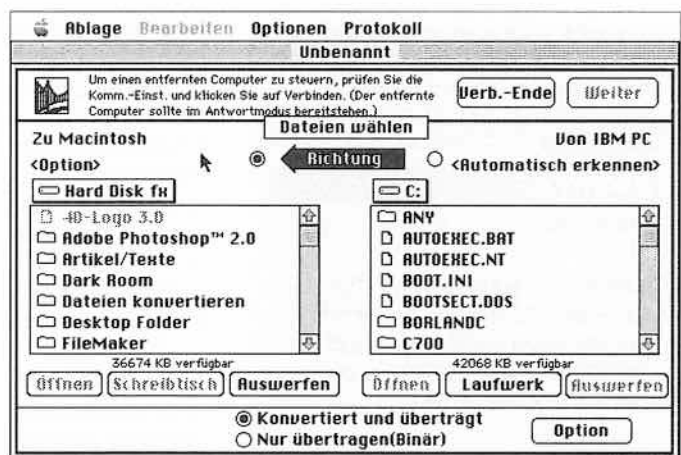 Ablage Bearbeiten Optionen Protokoll
Unbenannt
Um einen entfernten Computer zu steuern, prüfen Sie die
Komm.-Einst. und klicken Sie auf Verbinden. (Der entfernte
Computer sollte im Antwortmodus bereitstehen.)
Verb.-Ende
Weiter
Dateien wählen
Zu Macintosh
Von IBM PC
<Option>
Richtung
<Automatisch erkennen>
Hard Disk fx
4D-Logo 3.0
Adobe Photoshop™ 2.0
Artikel/Texte
Dark Room
Dateien konvertieren
Desktop Folder
FileMaker
36674 KB verfügbar
Öffnen Schreibtisch Auswerfen
C:
ANY
AUTOEXEC.BAT
AUTOEXEC.NT
BOOT.INI
BOOTSECT.DOS
BORLANDC
C700
42068 KB verfügbar
Öffnen Laufwerk Auswerfen
Konvertiert und überträgt
Nur übertragen(Binär)
Option